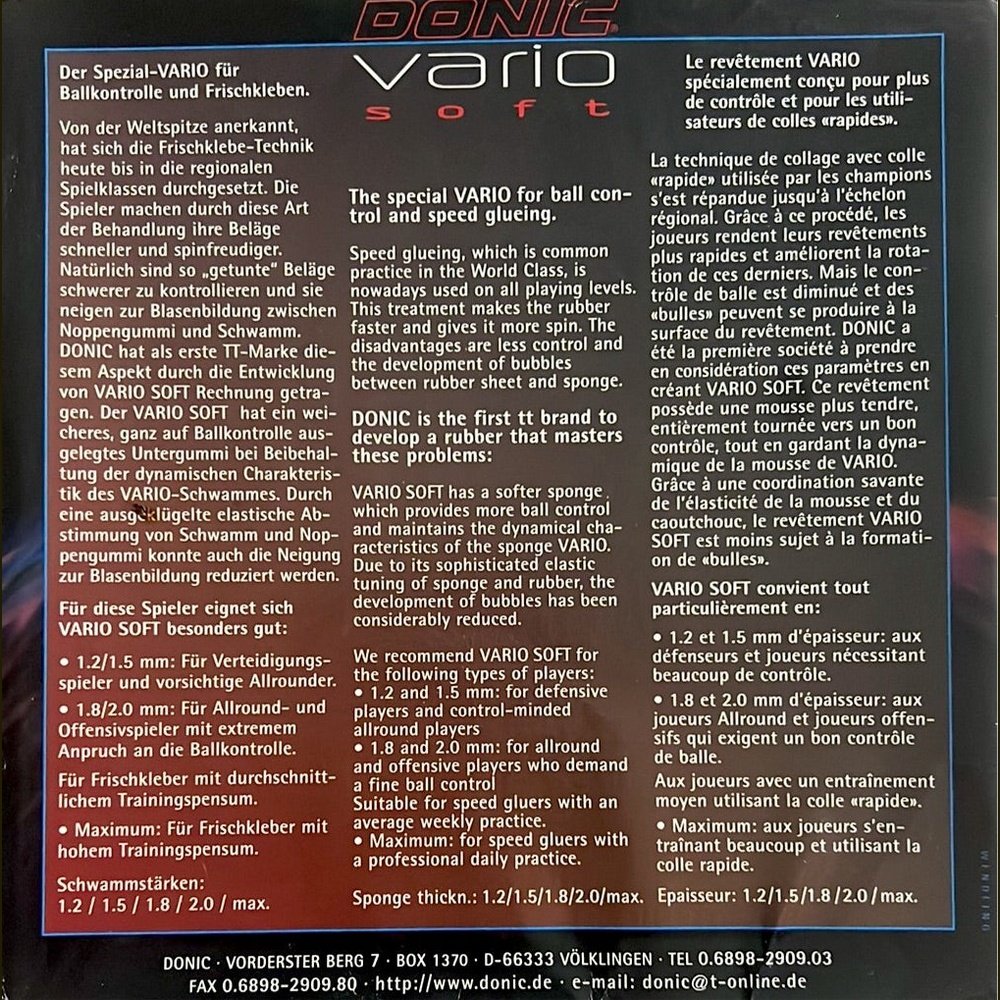 DONIC
vario
soft
Der Spezial-VARIO für
Ballkontrolle und Frischkleben.
Von der Weltspitze anerkannt,
hat sich die Frischklebe-Technik
heute bis in die regionalen
Spielklassen durchgesetzt. Die
Spieler machen durch diese Art
der Behandlung ihre Beläge
schneller und spinfreudiger.
Natürlich sind so „getunte“ Beläge
schwerer zu kontrollieren und sie
neigen zur Blasenbildung zwischen
Noppengummi und Schwamm.
DONIC hat als erste TT-Marke die-
sem Aspekt durch die Entwicklung
von VARIO SOFT Rechnung getra-
gen. Der VARIO SOFT hat ein wei-
cheres, ganz auf Ballkontrolle aus-
gelegtes Untergummi bei Beibehal-
tung der dynamischen Charakteris-
tik des VARIO-Schwammes. Durch
eine ausgeklügelte elastische Ab-
stimmung von Schwamm und Nop-
pengummi konnte auch die Neigung
zur Blasenbildung reduziert werden.
Für diese Spieler eignet sich
VARIO SOFT besonders gut:
• 1.2/1.5 mm: Für Verteidigungs-
spieler und vorsichtige Allrounder.
• 1.8/2.0 mm: Für Allround- und
Offensivspieler mit extremem
Anpruch an die Ballkontrolle.
Für Frischkleber mit durchschnitt-
lichem Trainingspensum.
• Maximum: Für Frischkleber mit
hohem Trainingspensum.
Schwammstärken:
1.2 / 1.5 / 1.8 / 2.0 / max.
The special VARIO for ball con-
trol and speed glueing.
Speed glueing, which is common
practice in the World Class, is
nowadays used on all playing levels.
This treatment makes the rubber
faster and gives it more spin. The
disadvantages are less control and
the development of bubbles
between rubber sheet and sponge.
DONIC is the first tt brand to
develop a rubber that masters
these problems:
VARIO SOFT has a softer sponge
which provides more ball control
and maintains the dynamical cha-
racteristics of the sponge VARIO.
Due to its sophisticated elastic
tuning of sponge and rubber, the
development of bubbles has been
considerably reduced.
We recommend VARIO SOFT for
the following types of players:
• 1.2 and 1.5 mm: for defensive
players and control-minded
allround players
• 1.8 and 2.0 mm: for allround
and offensive players who demand
a fine ball control
Suitable for speed gluers with an
average weekly practice.
• Maximum: for speed gluers with
a professional daily practice.
Sponge thickn.: 1.2/1.5/1.8/2.0/max.
Le revêtement VARIO
spécialement conçu pour plus
de contrôle et pour les utili-
sateurs de colles «rapides».
La technique de collage avec colle
«rapide» utilisée par les champions
s'est répandue jusqu'à l'échelon
régional. Grâce à ce procédé, les
joueurs rendent leurs revêtements
plus rapides et améliorent la rota-
tion de ces derniers. Mais le con-
trôle de balle est diminué et des
«bulles» peuvent se produire à la
surface du revêtement. DONIC a
été la première société à prendre
en considération ces paramètres en
créant VARIO SOFT. Ce revêtement
possède une mousse plus tendre,
entièrement tournée vers un bon
contrôle, tout en gardant la dyna-
mique de la mousse de VARIO.
Grâce à une coordination savante
de l'élasticité de la mousse et du
caoutchouc, le revêtement VARIO
SOFT est moins sujet à la formati-
on de «bulles».
VARIO SOFT convient tout
particulièrement en:
• 1.2 et 1.5 mm d'épaisseur: aux
défenseurs et joueurs nécessitant
beaucoup de contrôle.
• 1.8 et 2.0 mm d'épaisseur: aux
joueurs Allround et joueurs offen-
sifs qui exigent un bon contrôle
de balle.
Aux joueurs avec un entraînement
moyen utilisant la colle «rapide».
• Maximum: aux joueurs s'en-
traînant beaucoup et utilisant la
colle rapide.
Epaisseur: 1.2/1.5/1.8/2.0/max.
WINDLING
DONIC · VORDERSTER BERG 7 · BOX 1370 · D-66333 VÖLKLINGEN · TEL 0.6898-2909.03
FAX 0.6898-2909.80 · http://www.donic.de · e-mail: donic@t-online.de